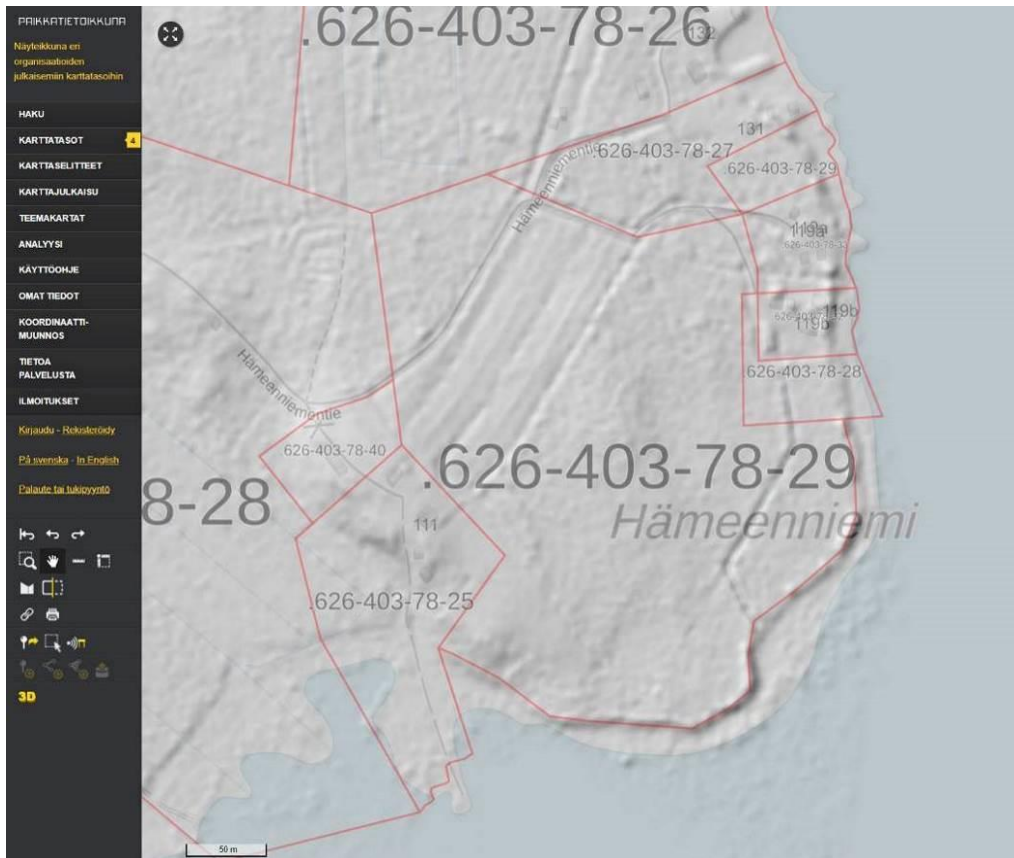 PAIKKATIETOIKKUNA
Näyteikkuna eri
organisaatioiden
julkaisemiin karttatasoihin
HAKU
KARTTATASOT 4
KARTTASELITTEET
KARTTAJULKAISU
TEEMAKARTAT
ANALYYSI
KÄYTTÖOHJE
OMAT TIEDOT
KOORDINAATTI-
MUUNNOS
TIETOA
PALVELUSTA
ILMOITUKSET
Kirjaudu - Rekisteröidy
På svenska - In English
Palaute tai tukipyyntö
3D
.626-403-78-26
132
131
.626-403-78-27
.626-403-78-29
Hämeenniementie
119a
119b
119b
.626-403-78-28
Hämeenniementie
626-403-78-40
.626-403-78-29
8-28
Hämeenniemi
111
.626-403-78-25
50 m